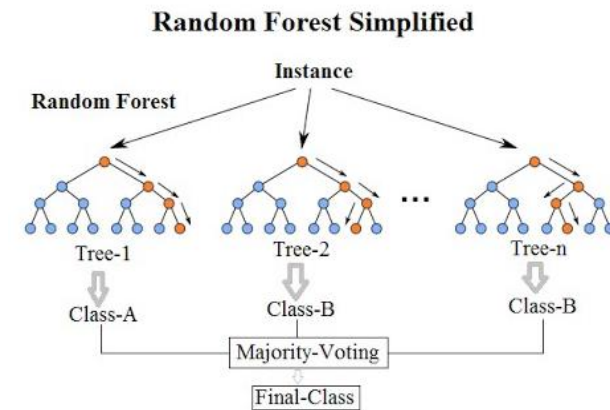 Random Forest Simplified
Instance
Random Forest
...
Tree-1
Tree-2
Tree-n
Class-A
Class-B
Class-B
Majority-Voting
Final-Class